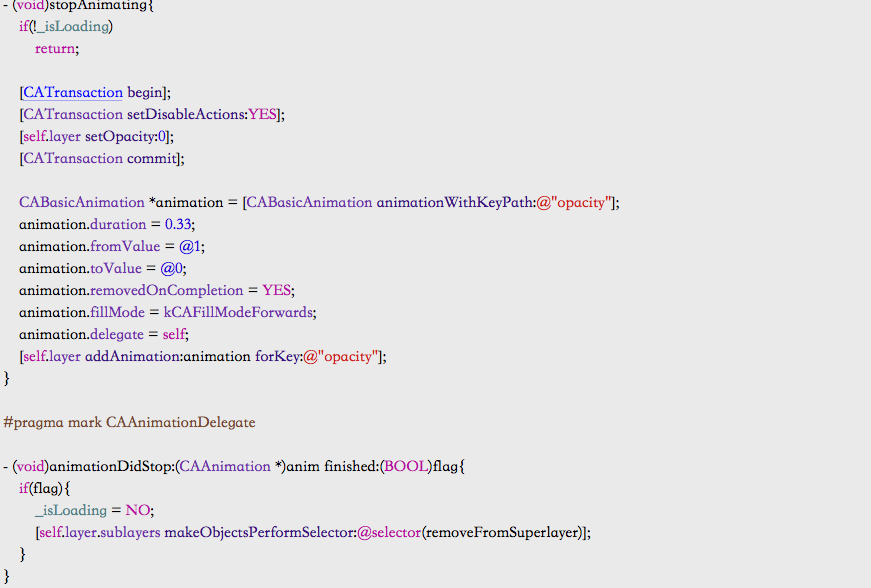 - (void)stopAnimating{
if(!_isLoading)
return;
[CATransaction begin];
[CATransaction setDisableActions:YES];
[self.layer setOpacity:0];
[CATransaction commit];
CABasicAnimation *animation = [CABasicAnimation animationWithKeyPath:@"opacity"];
animation.duration = 0.33;
animation.fromValue = @1;
animation.toValue = @0;
animation.removedOnCompletion = YES;
animation.fillMode = kCAFillModeForwards;
animation.delegate = self;
[self.layer addAnimation:animation forKey:@"opacity"];
}
#pragma mark CAAnimationDelegate
- (void)animationDidStop:(CAAnimation *)anim finished:(BOOL)flag{
if(flag){
_isLoading = NO;
[self.layer.sublayers makeObjectsPerformSelector:@selector(removeFromSuperlayer)];
}
}